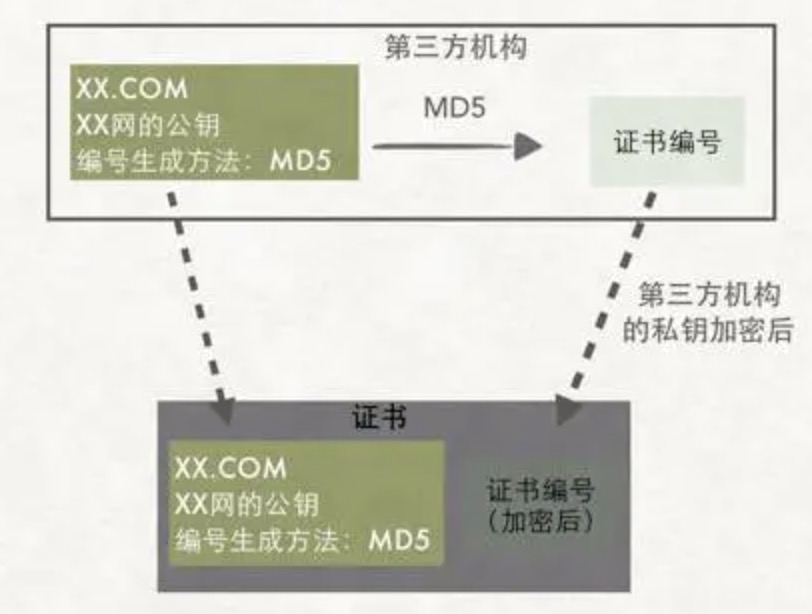 第三方机构
XX.COM
XX网的公钥
编号生成方法：MD5
MD5
证书编号
第三方机构
的私钥加密后
证书
XX.COM
XX网的公钥
编号生成方法：MD5
证书编号
（加密后）